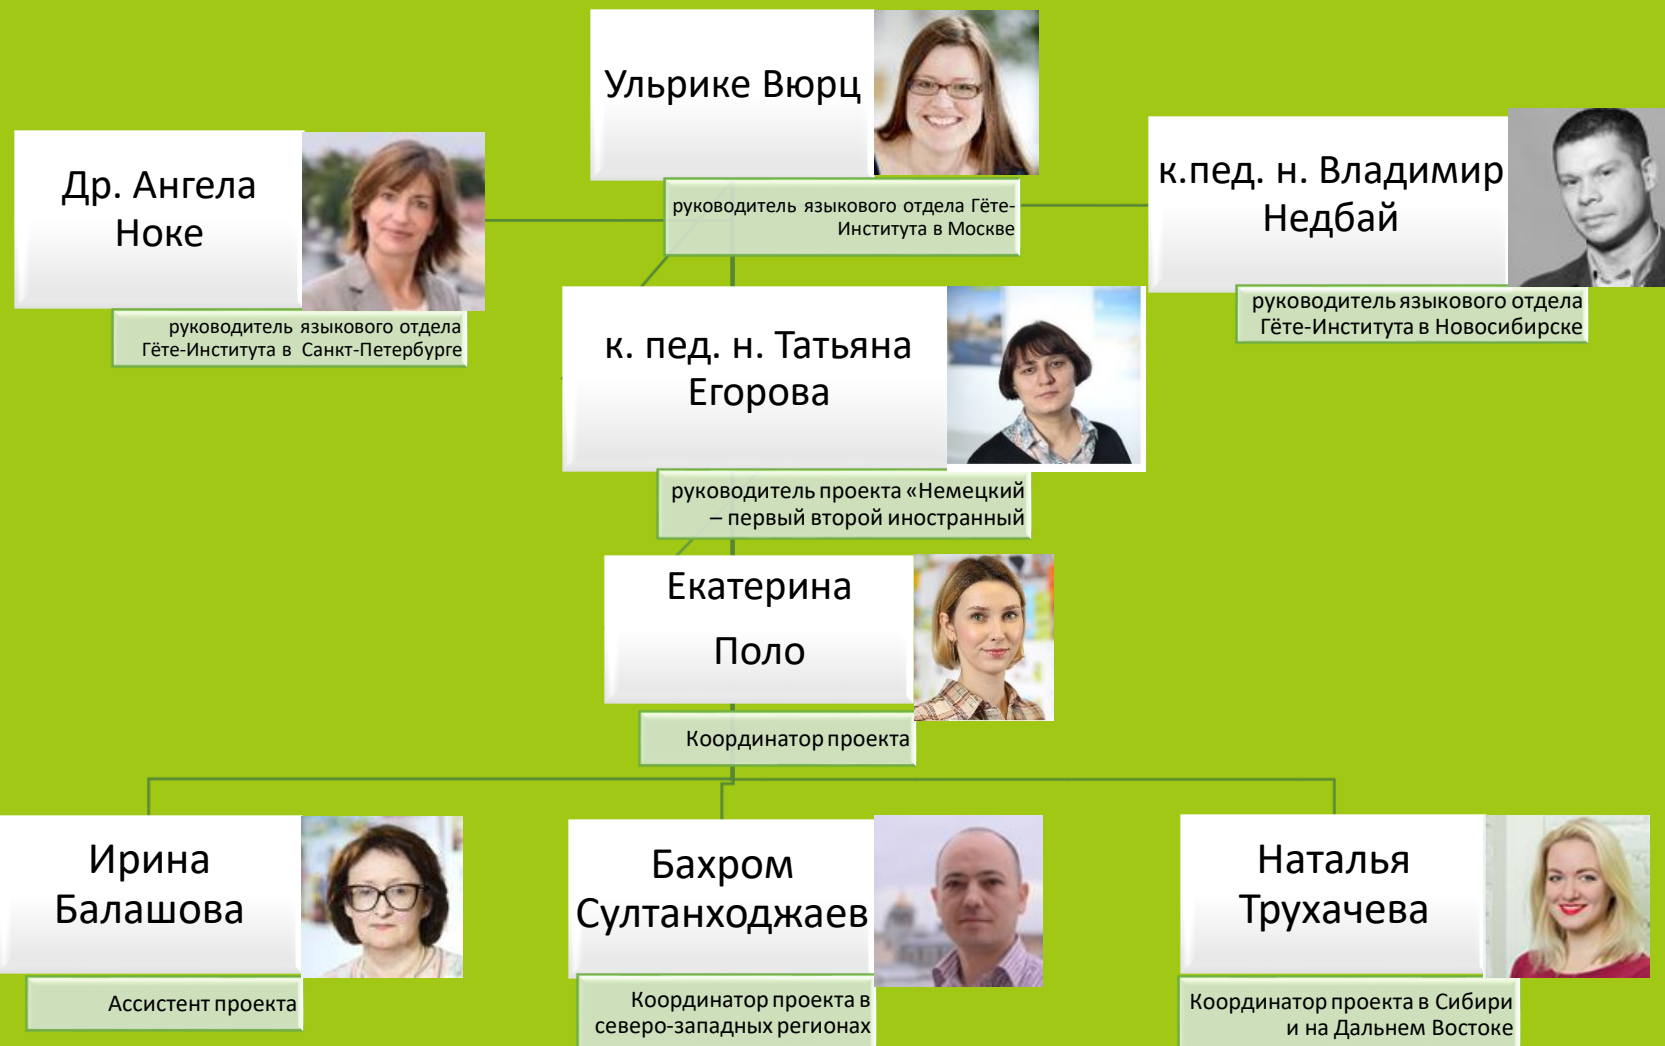 Ульрике Вюрц
руководитель языкового отдела Гёте-
Института в Москве
Др. Ангела
Ноке
руководитель языкового отдела
Гёте-Института в Санкт-Петербурге
к.пед. н. Владимир
Недбай
руководитель языкового отдела
Гёте-Института в Новосибирске
к. пед. н. Татьяна
Егорова
руководитель проекта «Немецкий
– первый второй иностранный
Екатерина
Поло
Координатор проекта
Ирина
Балашова
Ассистент проекта
Бахром
Султанходжаев
Координатор проекта в
северо-западных регионах
Наталья
Трухачева
Координатор проекта в Сибири
и на Дальнем Востоке